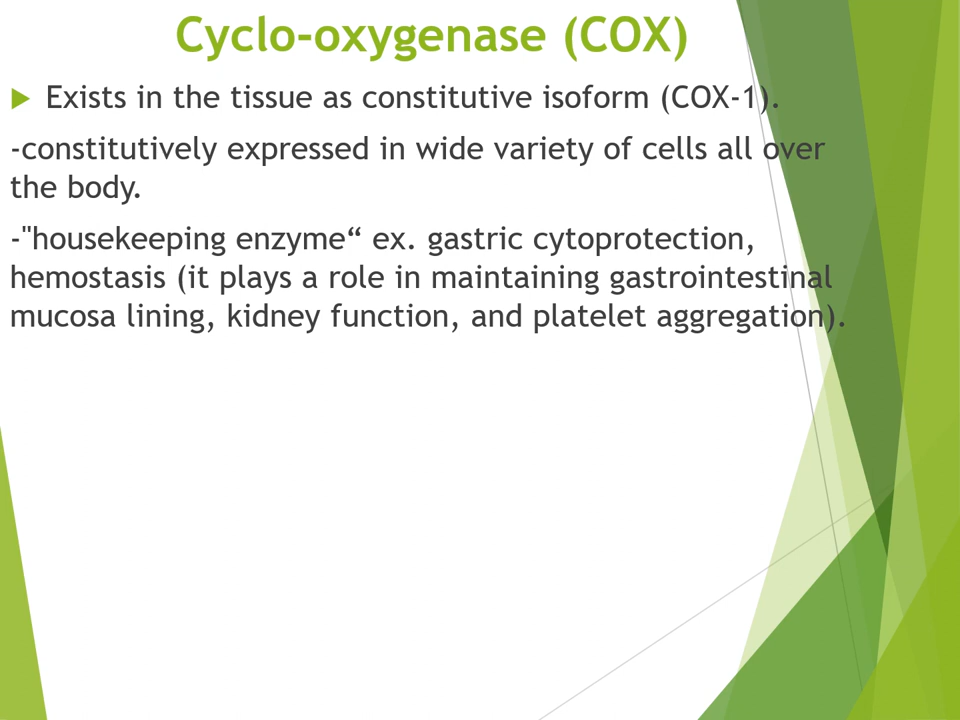 Cyclo-oxygenase (COX)
Exists in the tissue as constitutive isoform (COX-1).
-constitutively expressed in wide variety of cells all over
the body.
-"housekeeping enzyme“ ex. gastric cytoprotection,
hemostasis (it plays a role in maintaining gastrointestinal
mucosa lining, kidney function, and platelet aggregation).